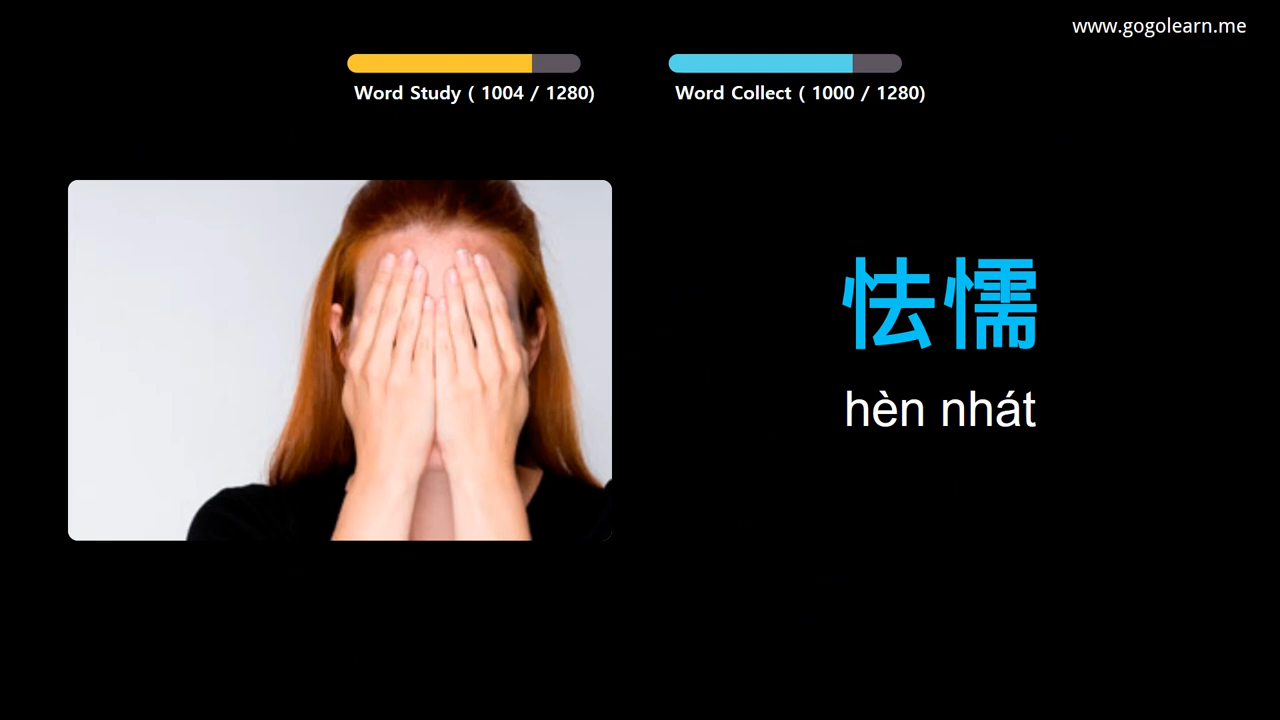 www.gogolearn.me
Word Study ( 1004 / 1280)
Word Collect ( 1000 / 1280)
怯懦
hèn nhát